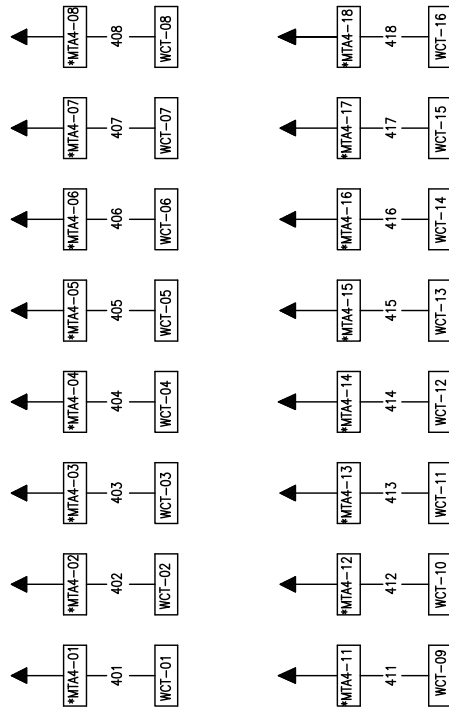 *MTA4-08
408
WCT-08
*MTA4-07
407
WCT-07
*MTA4-06
406
WCT-06
*MTA4-05
405
WCT-05
*MTA4-04
404
WCT-04
*MTA4-03
403
WCT-03
*MTA4-02
402
WCT-02
*MTA4-01
401
WCT-01
*MTA4-18
418
WCT-16
*MTA4-17
417
WCT-15
*MTA4-16
416
WCT-14
*MTA4-15
415
WCT-13
*MTA4-14
414
WCT-12
*MTA4-13
413
WCT-11
*MTA4-12
412
WCT-10
*MTA4-11
411
WCT-09